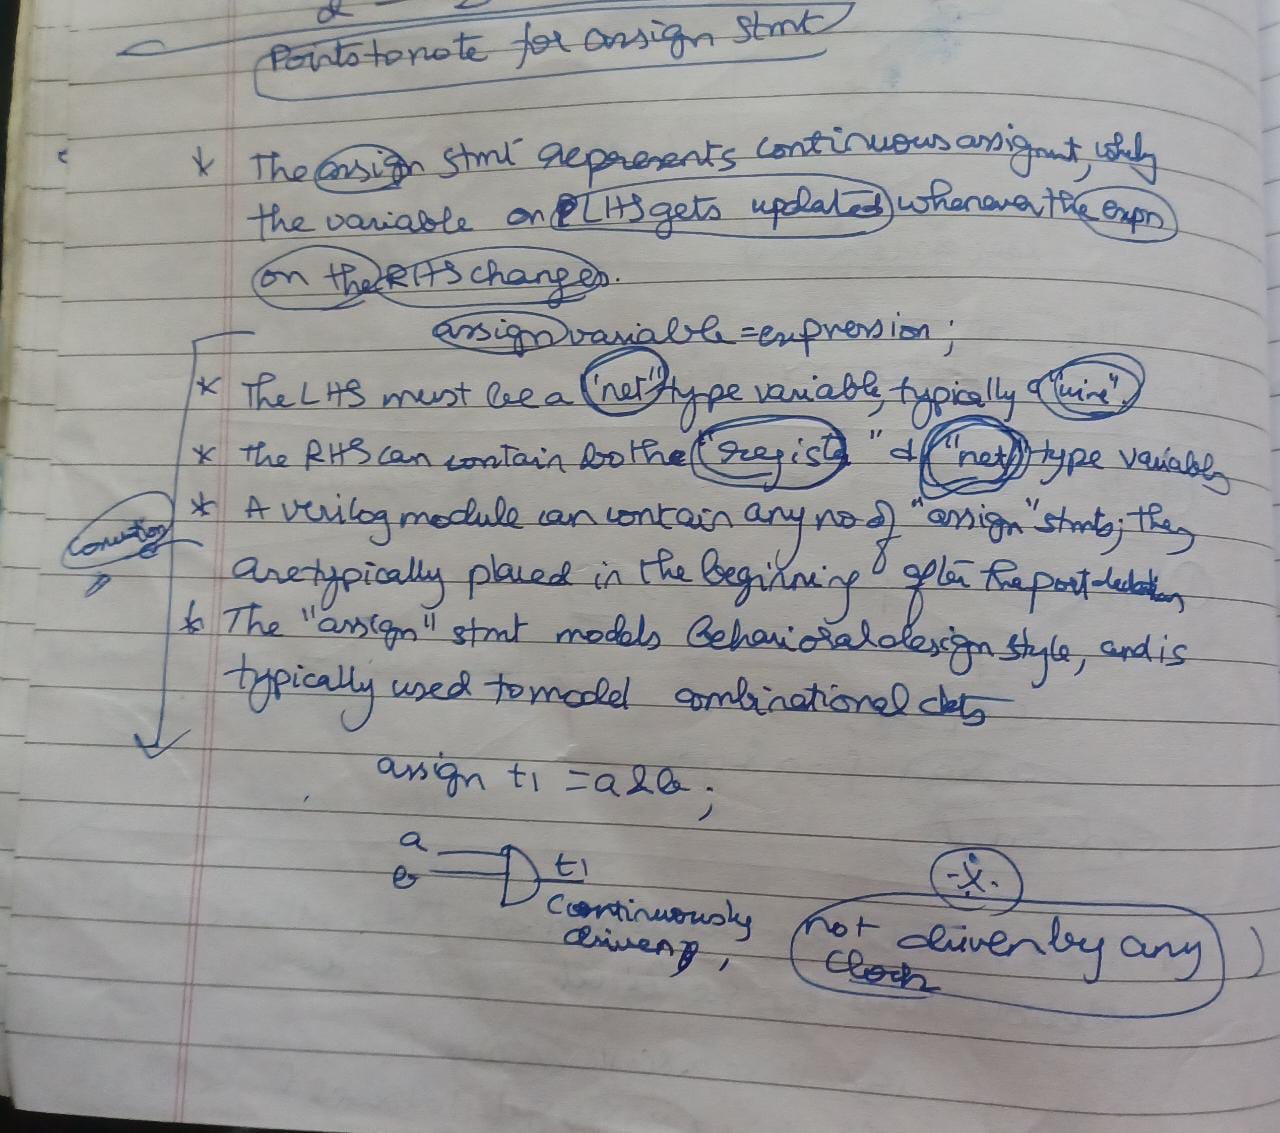 Points to note for assign stmt
* The assign stmt represents continuous assignmt, whly
the variable on LHS gets updated whenever the expn
on the RHS changes.
assign variable = expression;
* The LHS must be a "net" type variable, typically a "wire".
* the RHS can contain both the "register" & "net" type variables
* A verilog module can contain any no of "assign" stmts; they
are typically placed in the beginning after the port declaration
* The "assign" stmt models Behavioral design style, and is
typically used to model combinational ckts
assign t1 = a & b;
a
b
t1
continuously
driven,
-x-
not driven by any
clock